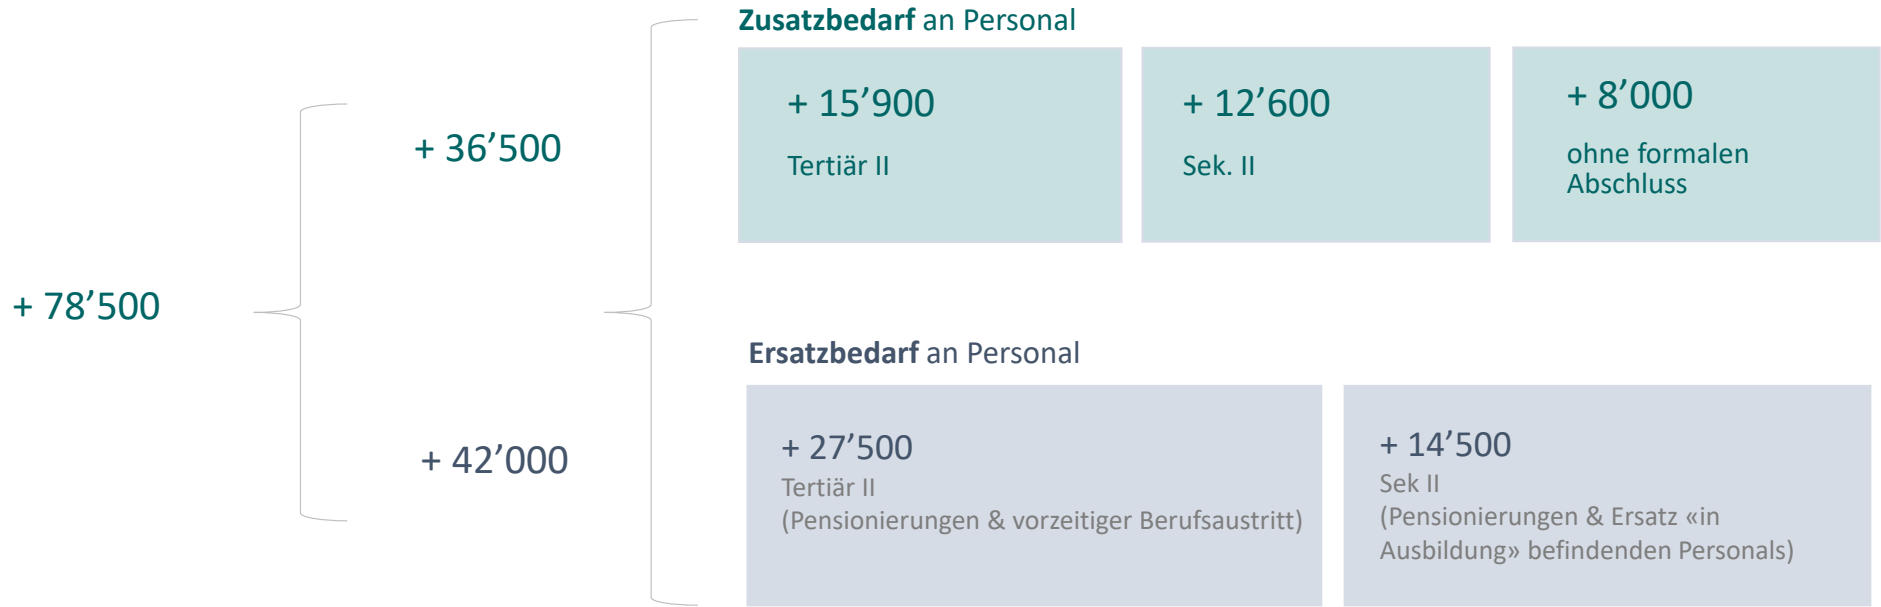 + 78’500
+ 36’500
+ 42’000
Zusatzbedarf an Personal
+ 15’900
Tertiär II
+ 12’600
Sek. II
+ 8’000
ohne formalen
Abschluss
Ersatzbedarf an Personal
+ 27’500
Tertiär II
(Pensionierungen & vorzeitiger Berufsaustritt)
+ 14’500
Sek II
(Pensionierungen & Ersatz «in
Ausbildung» befindenden Personals)